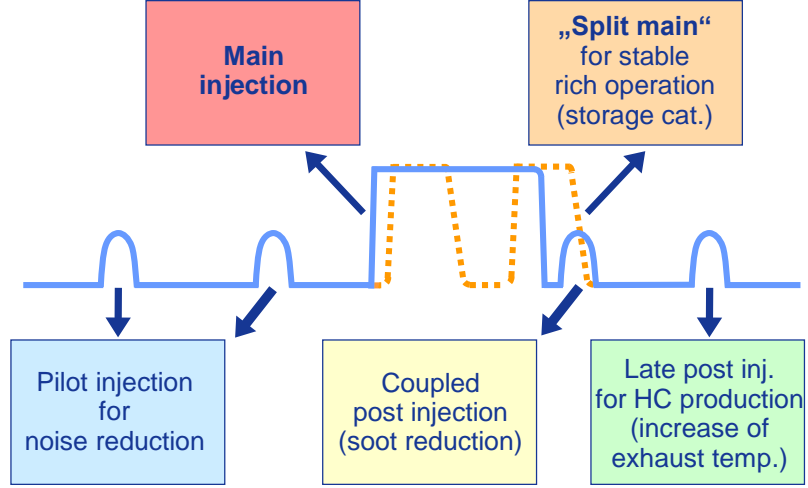 Main
injection
„Split main“
for stable
rich operation
(storage cat.)
Pilot injection
for
noise reduction
Coupled
post injection
(soot reduction)
Late post inj.
for HC production
(increase of
exhaust temp.)